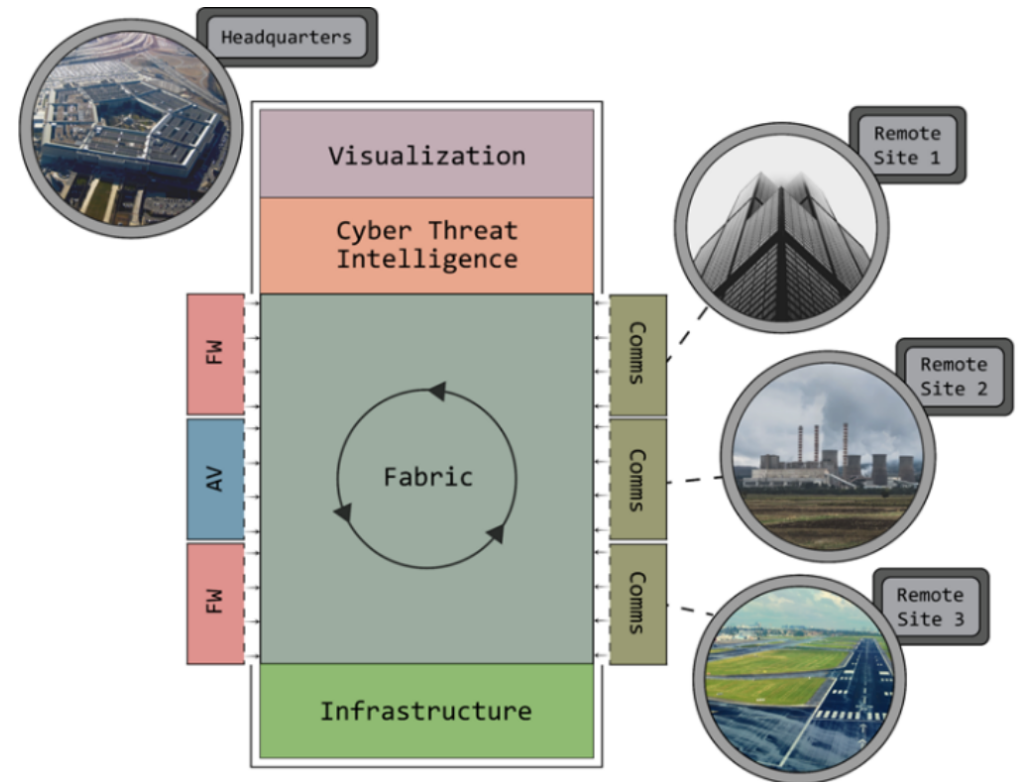 Headquarters
Remote
Site 1
Visualization
Cyber Threat
Intelligence
FW
Comms
Remote
Site 2
AV
Fabric
Comms
FW
Comms
Remote
Site 3
Infrastructure